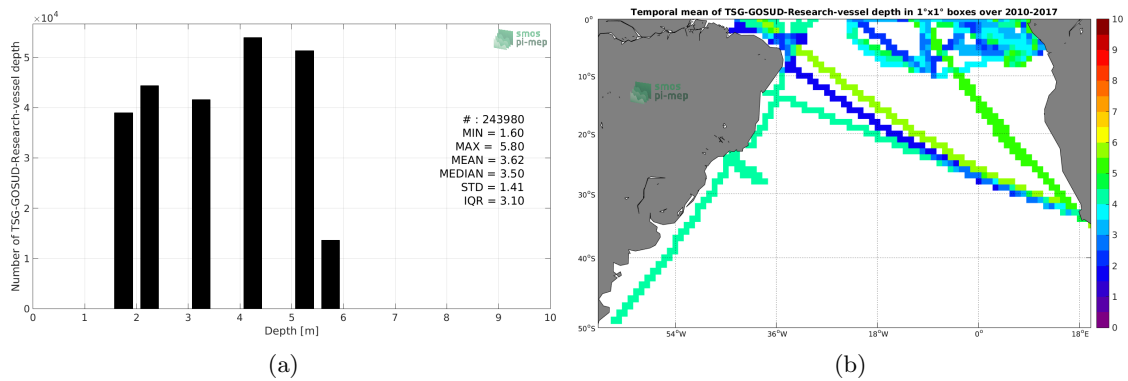 ×10^4
Number of TSG-GOSUD-Research-vessel depth
5
4
3
2
1
0
smos
pi-mep
# : 243980
MIN = 1.60
MAX = 5.80
MEAN = 3.62
MEDIAN = 3.50
STD = 1.41
IQR = 3.10
0 1 2 3 4 5 6 7 8 9 10
Depth [m]
(a)
Temporal mean of TSG-GOSUD-Research-vessel depth in 1°x1° boxes over 2010-2017
0°
10°S
20°S
30°S
40°S
50°S
smos
pi-mep
54°W 36°W 18°W 0° 18°E
10
9
8
7
6
5
4
3
2
1
0
(b)